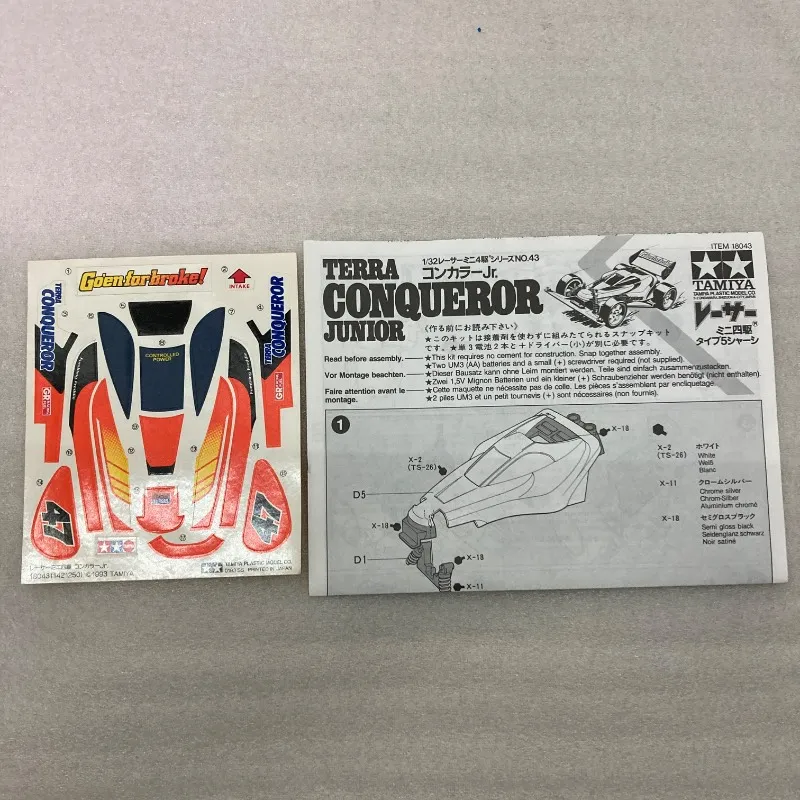 Go'en for broke!
INTAKE
TERRA
CONQUEROR
CONQUEROR
TERRA
CONTROLLED
POWER
GR
47
47
レーサーミニ四駆 コンカラーJr.
18043(1421250) ©1993 TAMIYA
TAMIYA PLASTIC MODEL CO.
PRINTED IN JAPAN
ITEM 18043
TERRA
CONQUEROR
JUNIOR
1/32レーサーミニ4駆シリーズNO.43
コンカラーJr.
TAMIYA
TAMIYA PLASTIC MODEL CO.
レーサー
ミニ四駆
タイプ5シャーシ
《作る前にお読み下さい》
★このキットは接着剤を使わずに組みたてられるスナップキット
です。★単3電池2本と+ドライバー(小)が別に必要です。
Read before assembly.
★This kit requires no cement for construction. Snap together assembly.
★Two UM3 (AA) batteries and a small (+) screwdriver required (not supplied).
Vor Montage beachten.
★Dieser Bausatz kann ohne Leim montiert werden. Teile sind einfach zusammenzustecken.
★Zwei 1,5V Mignon Batterien und ein kleiner (+) Schraubenzieher werden benötigt (nicht enthalten).
Faire attention avant le
montage.
★Cette maquette ne nécessite pas de colle. Les pièces s'assemblent par encliquetage.
★2 piles UM3 et un petit tournevis (+) sont nécessaires (non fournis).
1
X-18
X-2
(TS-26)
D5
X-18
D1
X-18
X-11
X-2
(TS-26)
ホワイト
White
Weiß
Blanc
X-11
クロームシルバー
Chrome silver
Chrom-Silber
Aluminium chromé
X-18
セミグロスブラック
Semi gloss black
Seidenglanz schwarz
Noir satiné